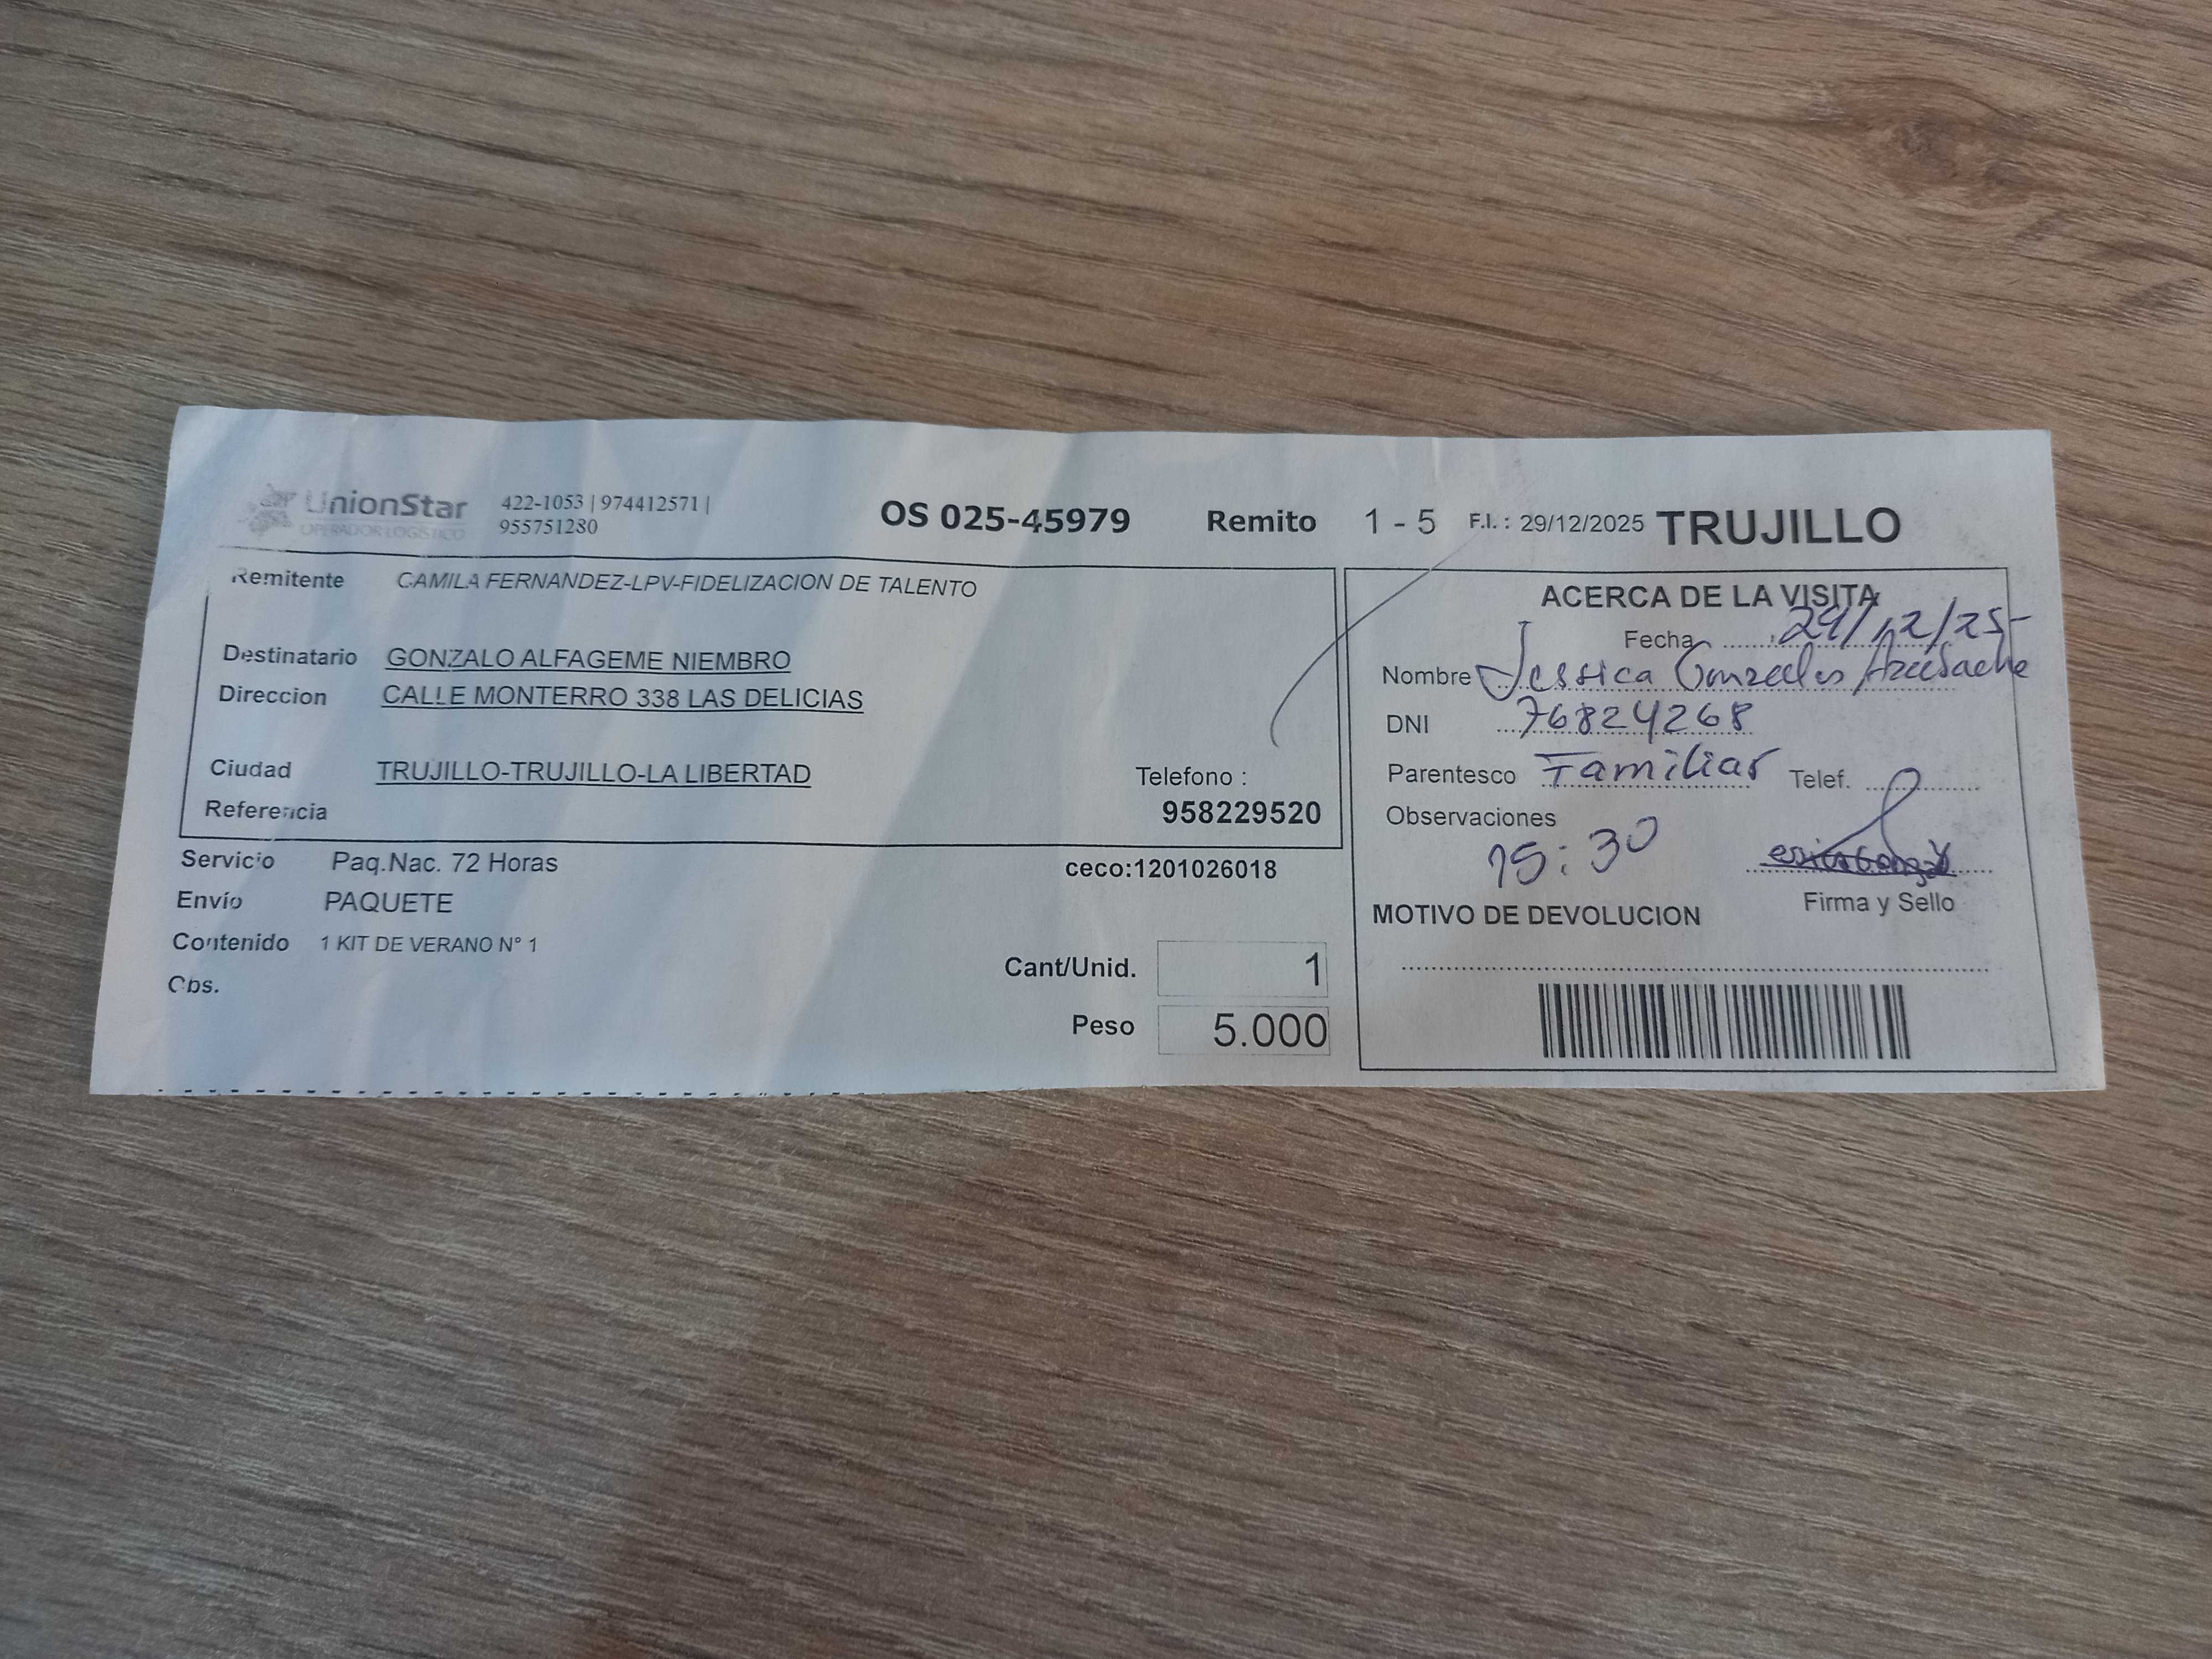 UnionStar
OPERADOR LOGÍSTICO
422-1053 | 974412571 |
955751280
OS 025-45979 Remito 1 - 5 F.I. : 29/12/2025 TRUJILLO
Remitente CAMILA FERNANDEZ-LPV-FIDELIZACION DE TALENTO
Destinatario GONZALO ALFAGEME NIEMBRO
Direccion CALLE MONTERRO 338 LAS DELICIAS
Ciudad TRUJILLO-TRUJILLO-LA LIBERTAD
Telefono :
Referencia 958229520
Servicio Paq.Nac. 72 Horas
ceco:1201026018
Envío PAQUETE
Contenido 1 KIT DE VERANO N° 1
Obs.
Cant/Unid. 1
Peso 5.000
ACERCA DE LA VISITA
Fecha 29/12/25
Nombre Jessica Gonzales
DNI 76824268
Parentesco Familiar Telef.
Observaciones
15:30
Firma y Sello
MOTIVO DE DEVOLUCION